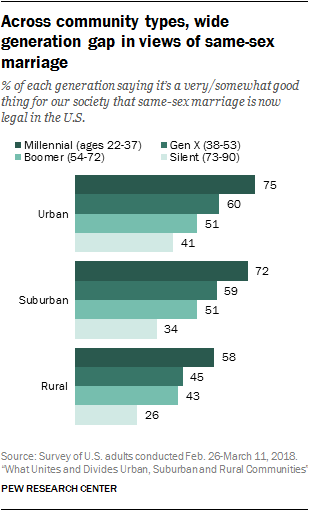 Across community types, wide
generation gap in views of same-sex
marriage
% of each generation saying it's a very/somewhat good
thing for our society that same-sex marriage is now
legal in the U.S.
Millennial (ages 22-37) Gen X (38-53)
Boomer (54-72) Silent (73-90)
75
Urban 60
51
41
72
Suburban 59
51
34
58
Rural 45
43
26
Source: Survey of U.S. adults conducted Feb. 26-March 11, 2018.
“What Unites and Divides Urban, Suburban and Rural Communities’
PEW RESEARCH CENTER